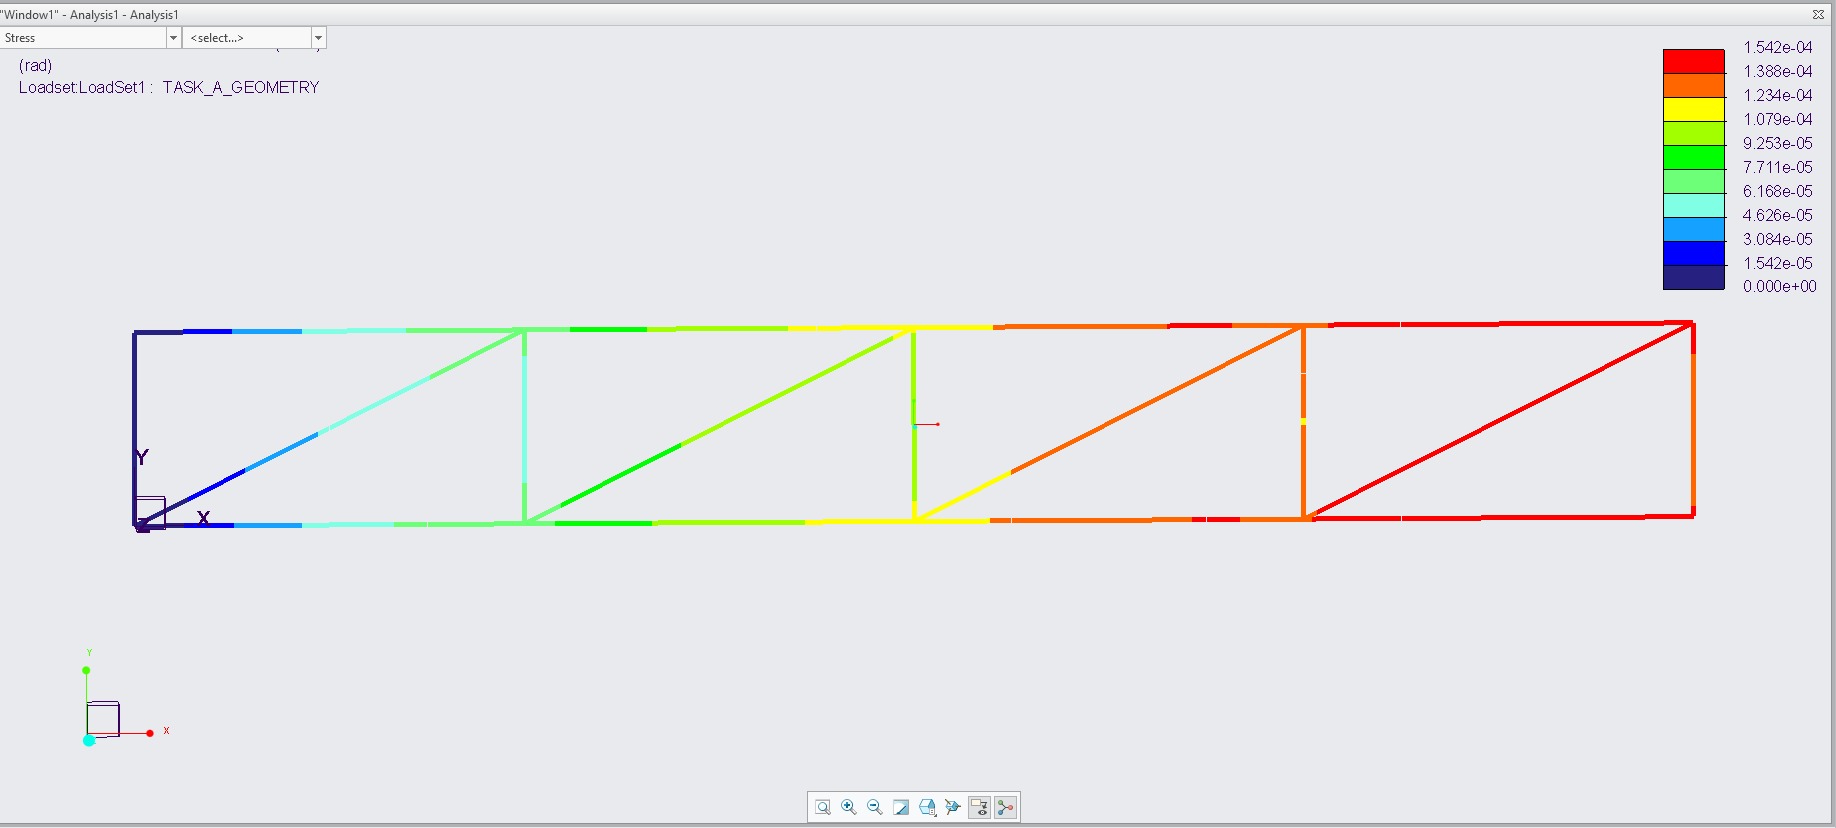 "Window1" - Analysis1 - Analysis1
Stress
<select...>
(rad)
Loadset:LoadSet1 : TASK_A_GEOMETRY
1.542e-04
1.388e-04
1.234e-04
1.079e-04
9.253e-05
7.711e-05
6.168e-05
4.626e-05
3.084e-05
1.542e-05
0.000e+00
Y
X
Z
Y
X